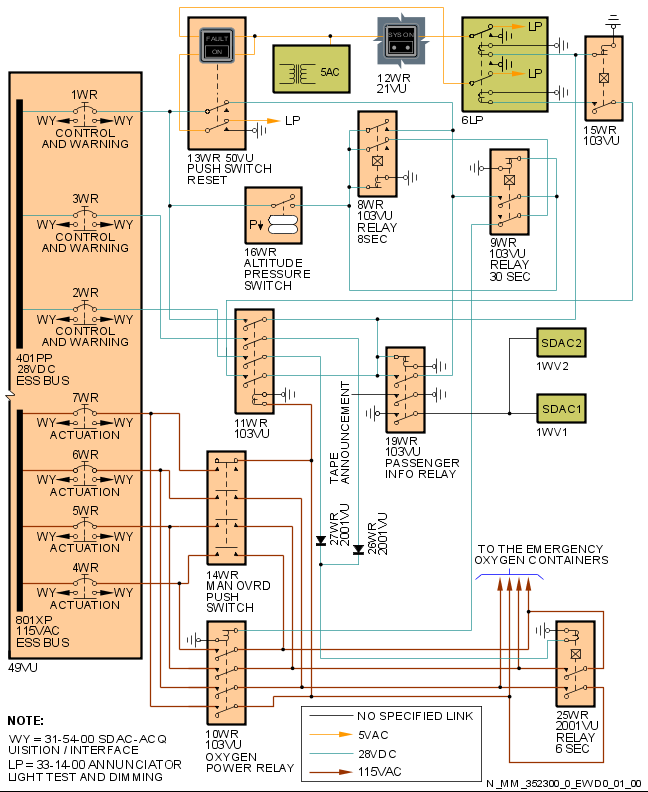 FAULT
ON
5AC
SYS ON
12WR
21VU
LP
LP
6LP
15WR
103VU
LP
13WR 50VU
PUSH SWITCH
RESET
1WR
WY WY
CONTROL
AND WARNING
8WR
103VU
RELAY
8SEC
9WR
103VU
RELAY
30 SEC
P
16WR
ALTITUDE
PRESSURE
SWITCH
3WR
WY WY
CONTROL
AND WARNING
2WR
WY WY
CONTROL
AND WARNING
401PP
28VDC
ESS BUS
11WR
103VU
19WR
103VU
PASSENGER
INFO RELAY
SDAC2
1WV2
SDAC1
1WV1
TAPE
ANNOUNCEMENT
7WR
WY WY
ACTUATION
6WR
WY WY
ACTUATION
5WR
WY WY
ACTUATION
4WR
WY WY
ACTUATION
801XP
115VAC
ESS BUS
49VU
14WR
MAN OVRD
PUSH
SWITCH
27WR
2001VU
26WR
2001VU
TO THE EMERGENCY
OXYGEN CONTAINERS
10WR
103VU
OXYGEN
POWER RELAY
25WR
2001VU
RELAY
6 SEC
NOTE:
WY = 31-54-00 SDAC-ACQ
UISITION / INTERFACE
LP = 33-14-00 ANNUNCIATOR
LIGHT TEST AND DIMMING
NO SPECIFIED LINK
5VAC
28VDC
115VAC
N_MM_352300_0_EWD0_01_00